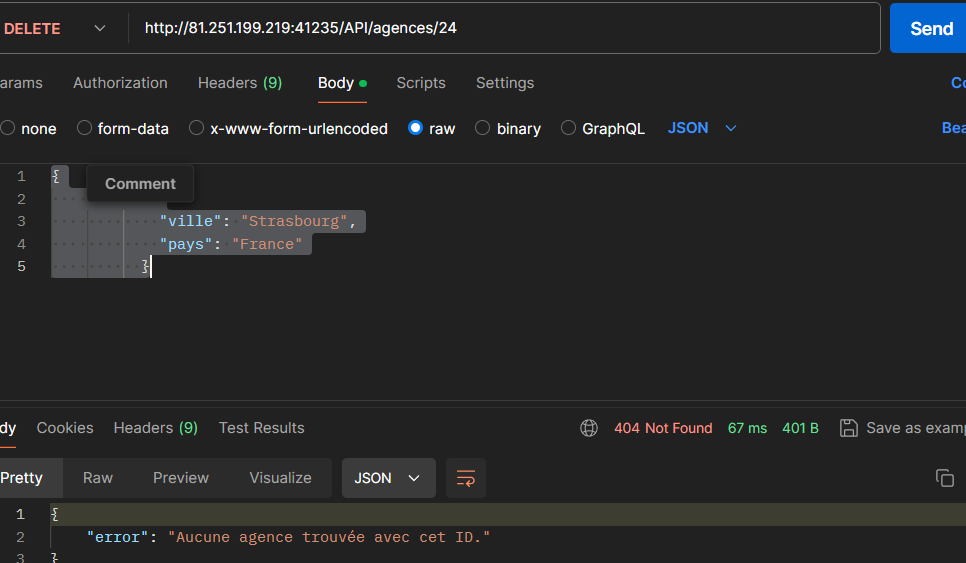 DELETE http://81.251.199.219:41235/API/agences/24 Send
arams Authorization Headers (9) Body Scripts Settings Co
none form-data x-www-form-urlencoded raw binary GraphQL JSON Bea
1 {
Comment
2
3 "ville": "Strasbourg",
4 "pays": "France"
5 }
dy Cookies Headers (9) Test Results 404 Not Found 67 ms 401 B Save as examp
Pretty Raw Preview Visualize JSON
1 {
2 "error": "Aucune agence trouvée avec cet ID."
3 }